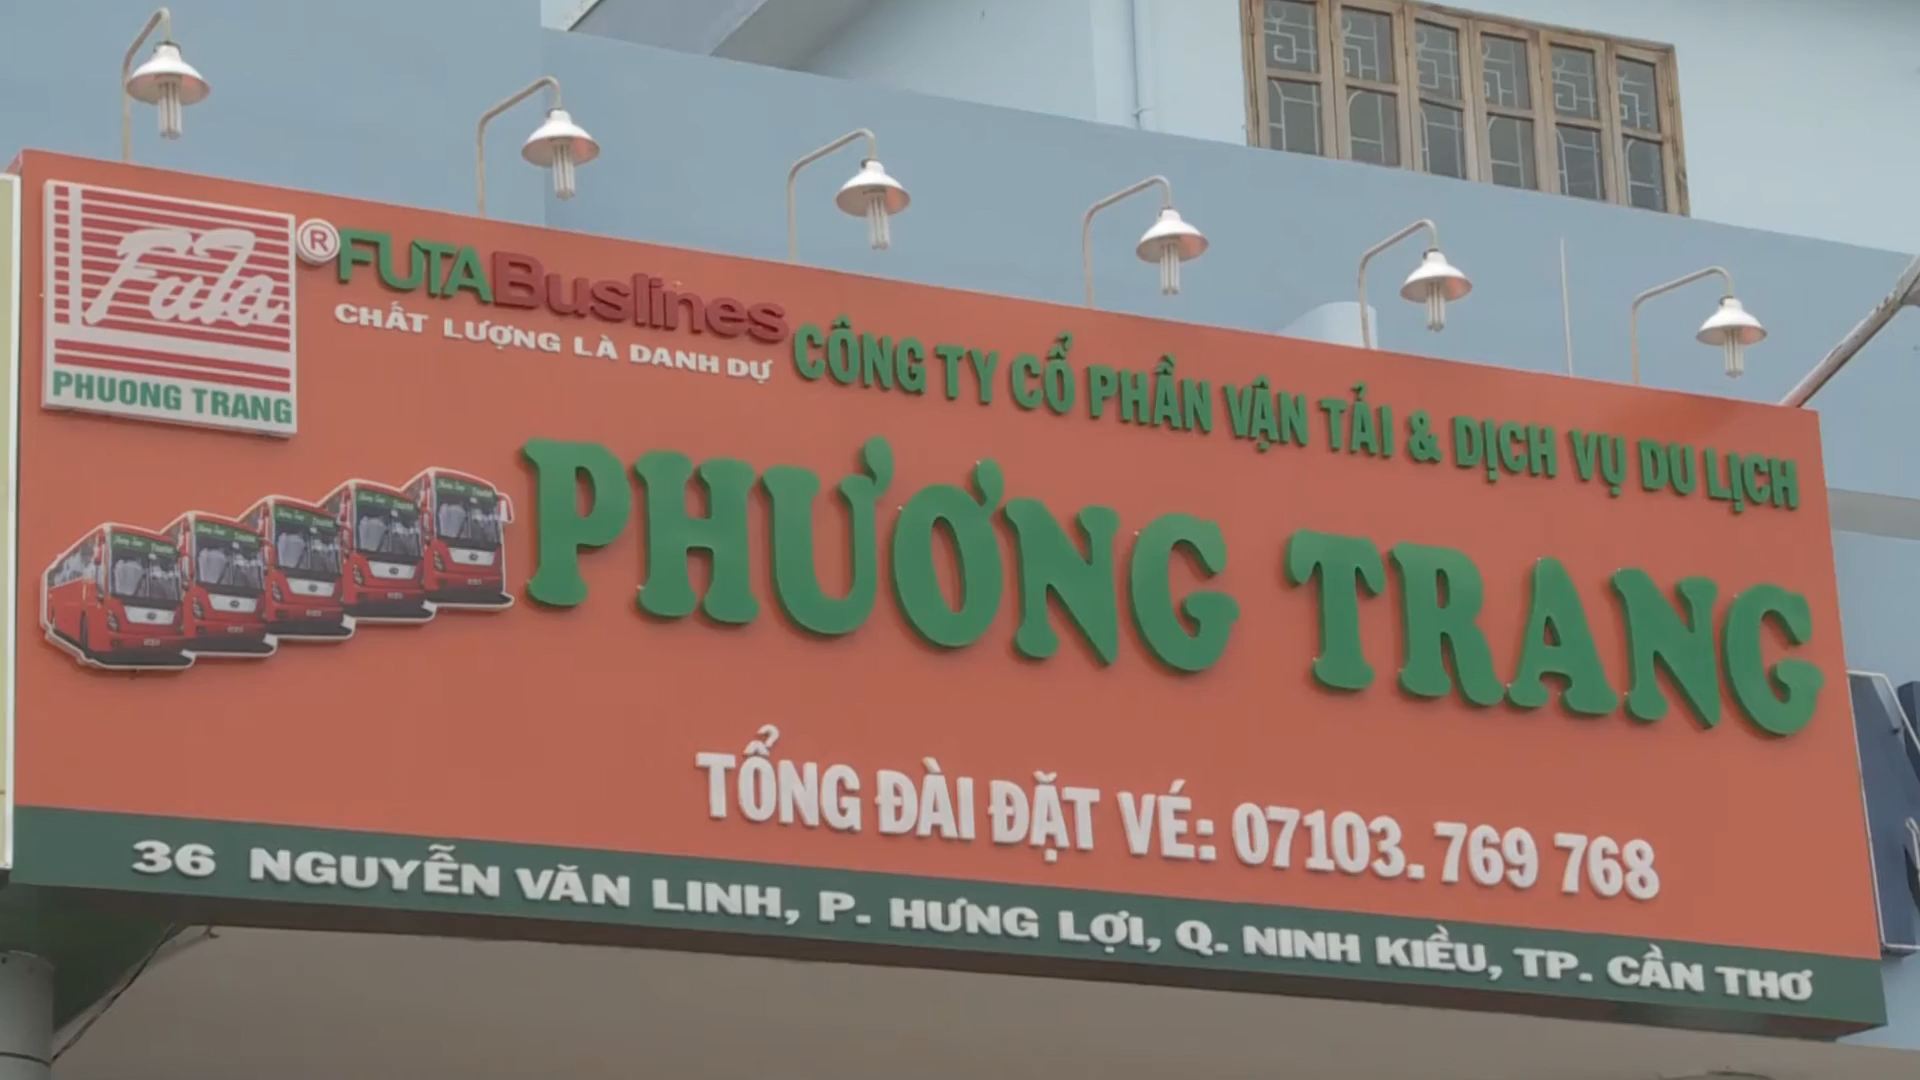 Futa
PHUONG TRANG
®
FUTABuslines
CHẤT LƯỢNG LÀ DANH DỰ
CÔNG TY CỔ PHẦN VẬN TẢI & DỊCH VỤ DU LỊCH
PHƯƠNG TRANG
TỔNG ĐÀI ĐẶT VÉ: 07103. 769 768
36 NGUYỄN VĂN LINH, P. HƯNG LỢI, Q. NINH KIỀU, TP. CẦN THƠ